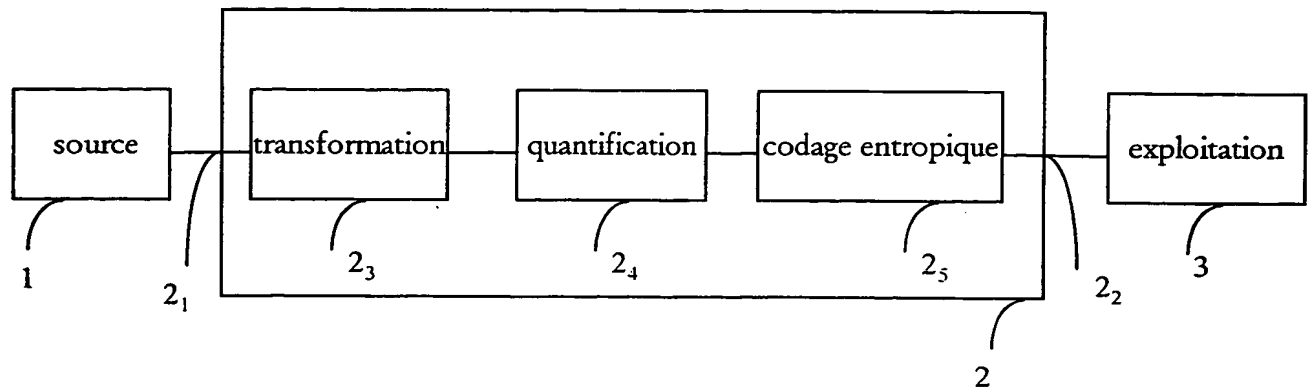 source
transformation
quantification
codage entropique
exploitation
1
2₁
2₃
2₄
2₅
2₂
3
2